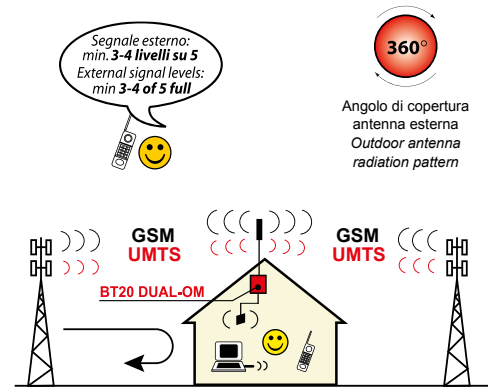 Segnale esterno:
min. 3-4 livelli su 5
External signal levels:
min 3-4 of 5 full
360°
Angolo di copertura
antenna esterna
Outdoor antenna
radiation pattern
GSM
UMTS
GSM
UMTS
BT20 DUAL-OM